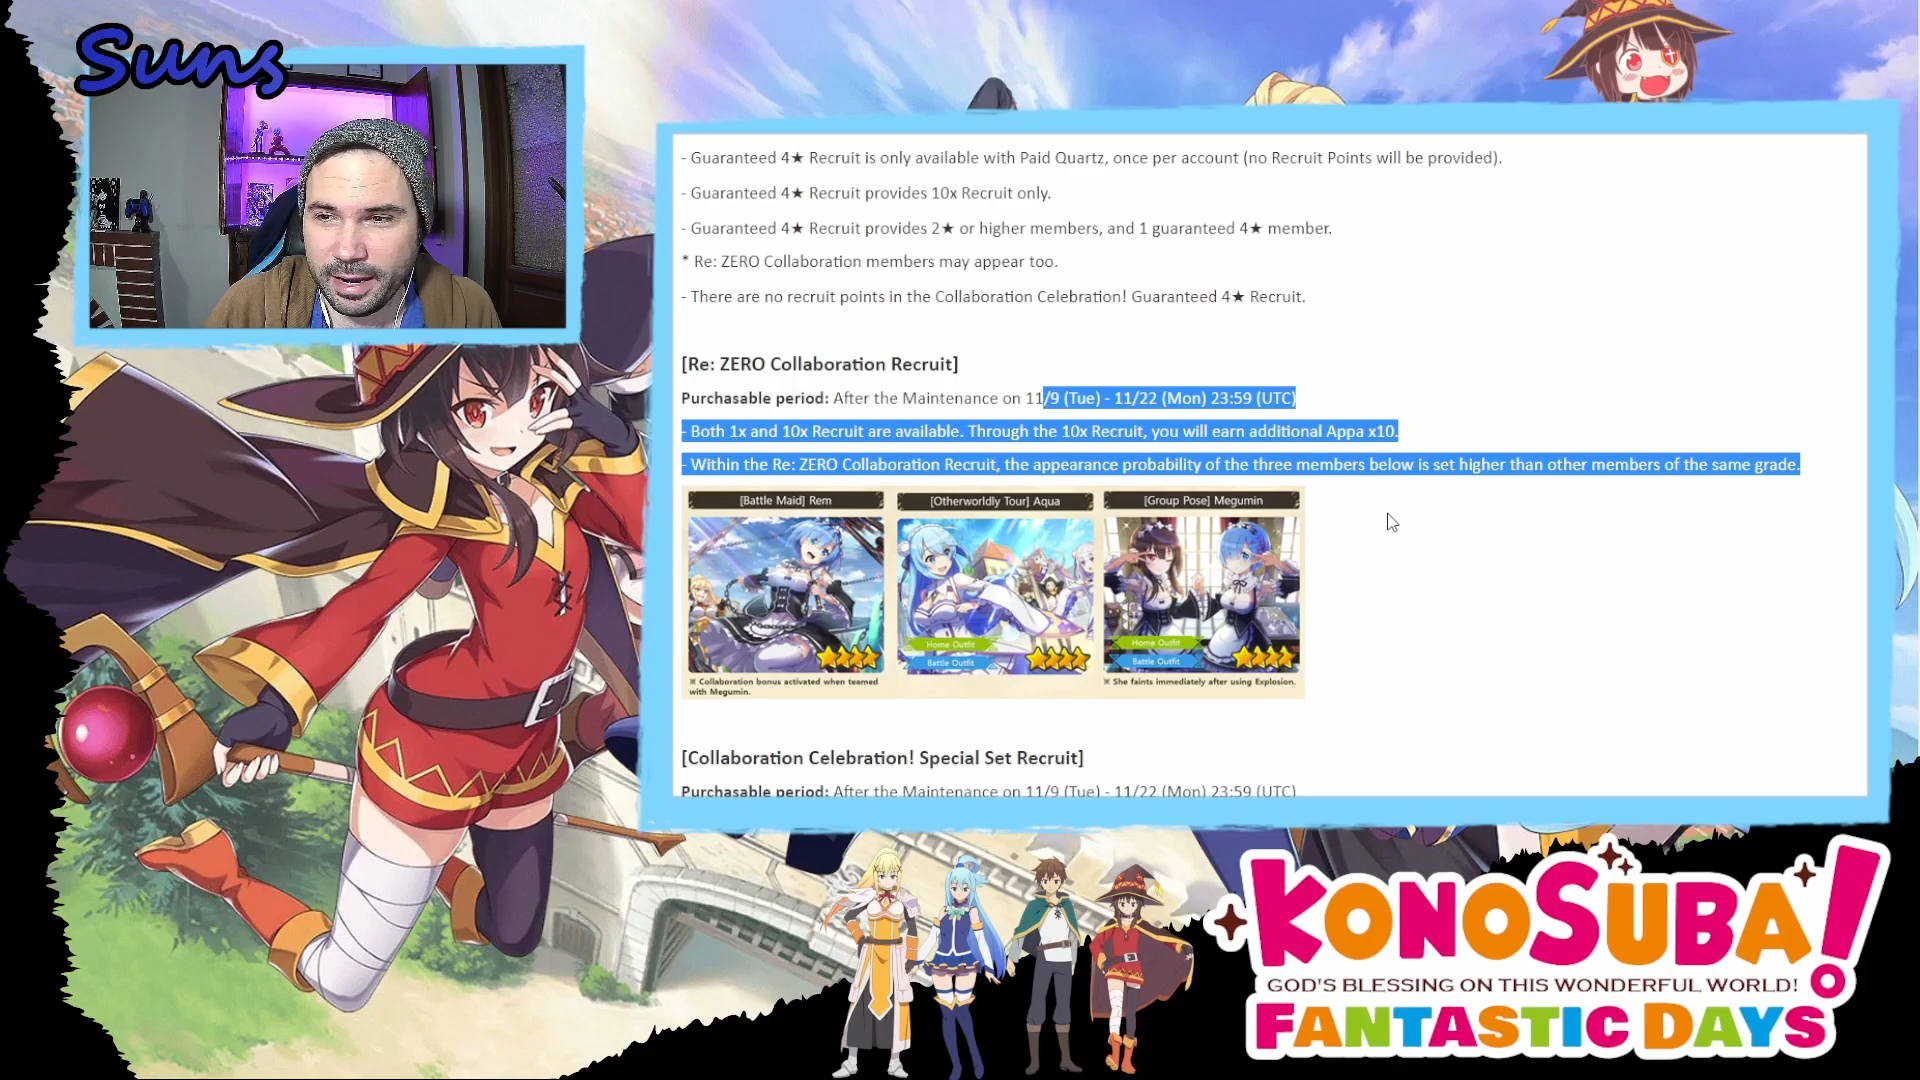 Suns
- Guaranteed 4★ Recruit is only available with Paid Quartz, once per account (no Recruit Points will be provided).
- Guaranteed 4★ Recruit provides 10x Recruit only.
- Guaranteed 4★ Recruit provides 2★ or higher members, and 1 guaranteed 4★ member.
* Re: ZERO Collaboration members may appear too.
- There are no recruit points in the Collaboration Celebration! Guaranteed 4★ Recruit.
[Re: ZERO Collaboration Recruit]
Purchasable period: After the Maintenance on 11/9 (Tue) - 11/22 (Mon) 23:59 (UTC)
- Both 1x and 10x Recruit are available. Through the 10x Recruit, you will earn additional Appa x10.
- Within the Re: ZERO Collaboration Recruit, the appearance probability of the three members below is set higher than other members of the same grade.
[Battle Maid] Rem
[Otherworldly Tour] Aqua
[Group Pose] Megumin
Home Outfit
Battle Outfit
Home Outfit
Battle Outfit
※ Collaboration bonus activated when teamed
with Megumin.
※ She faints immediately after using Explosion.
[Collaboration Celebration! Special Set Recruit]
Purchasable period: After the Maintenance on 11/9 (Tue) - 11/22 (Mon) 23:59 (UTC)
KONOSUBA!
GOD'S BLESSING ON THIS WONDERFUL WORLD!
FANTASTIC DAYS